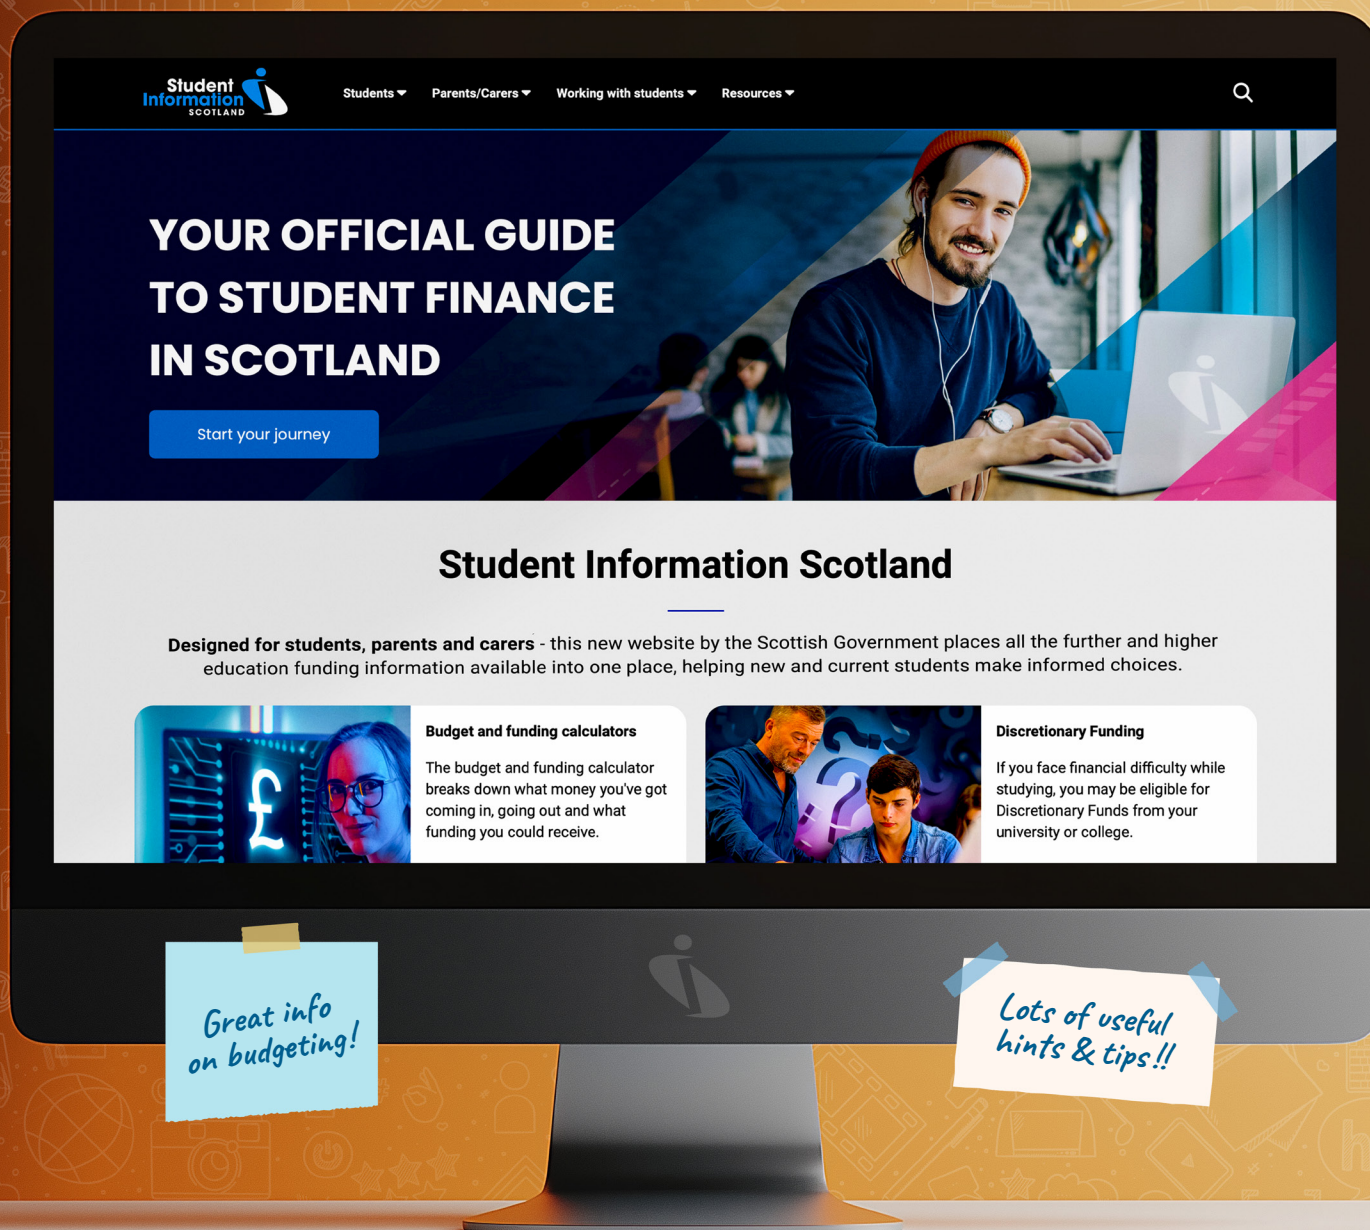 Student
Information
SCOTLAND
Students
Parents/Carers
Working with students
Resources
YOUR OFFICIAL GUIDE
TO STUDENT FINANCE
IN SCOTLAND
Start your journey
Student Information Scotland
Designed for students, parents and carers - this new website by the Scottish Government places all the further and higher
education funding information available into one place, helping new and current students make informed choices.
£
Budget and funding calculators
The budget and funding calculator
breaks down what money you've got
coming in, going out and what
funding you could receive.
?
Discretionary Funding
If you face financial difficulty while
studying, you may be eligible for
Discretionary Funds from your
university or college.
Great info
on budgeting!
Lots of useful
hints & tips!!